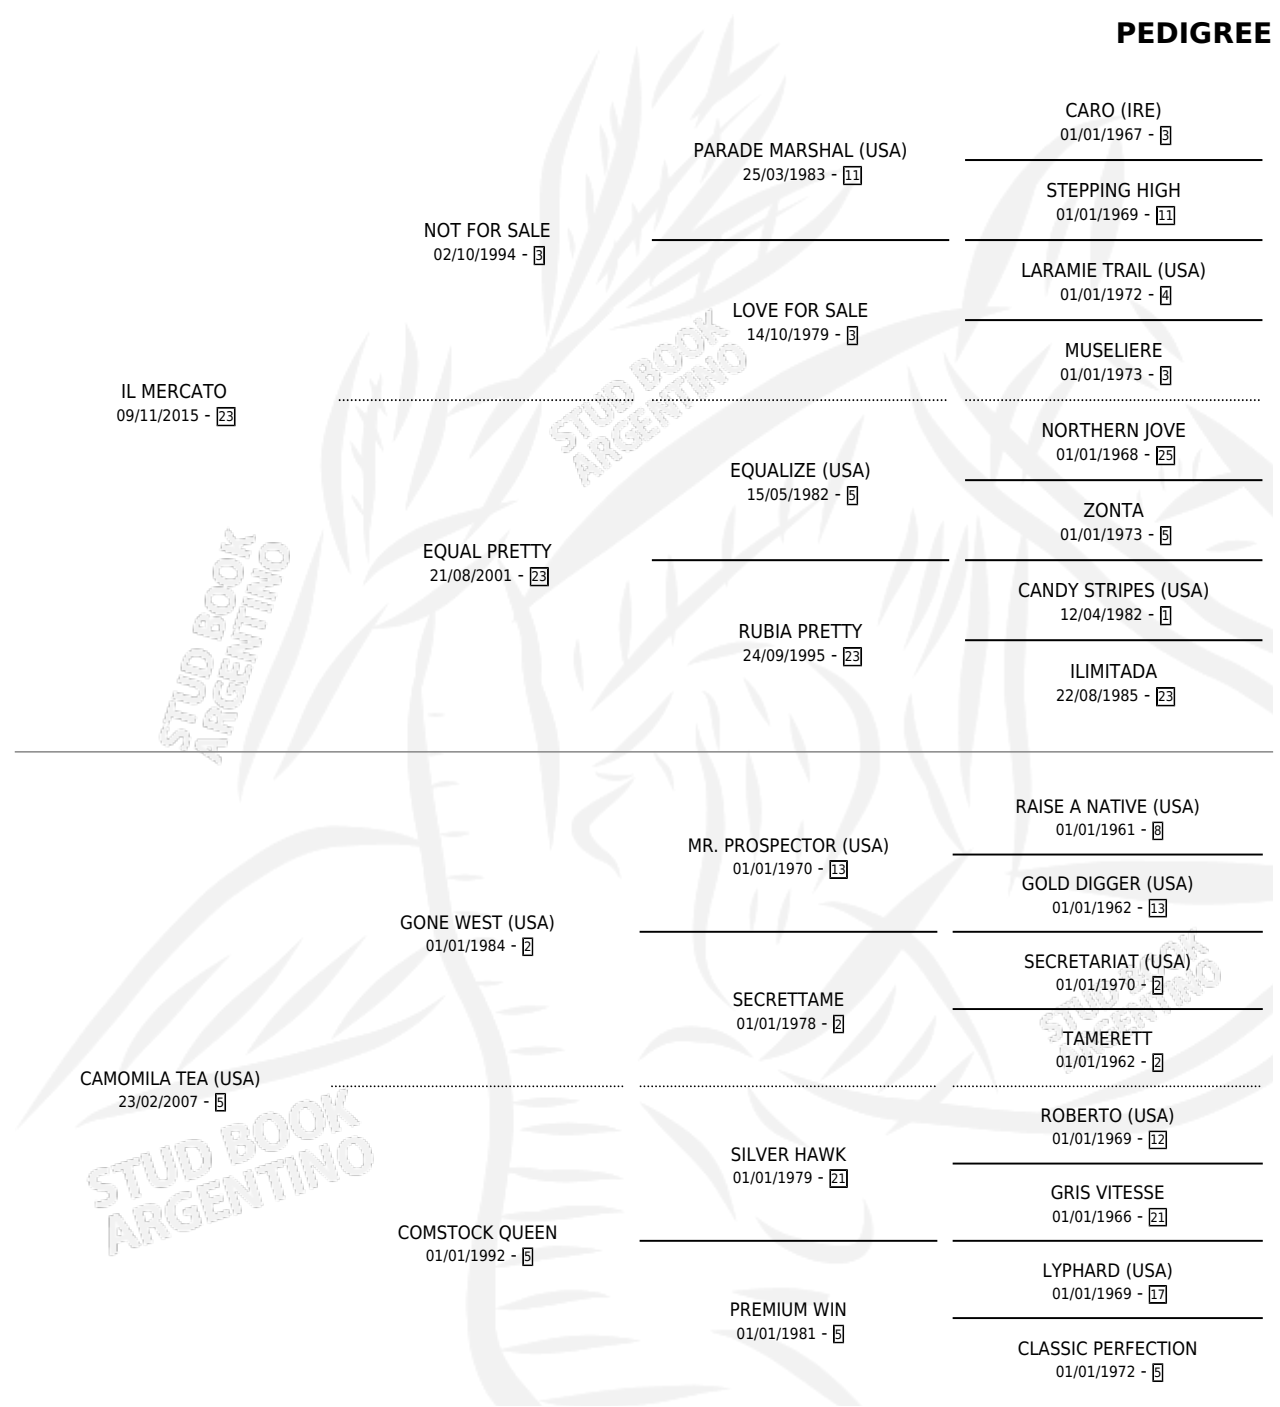 PEDIGREE
CARO (IRE)
01/01/1967 - 3
PARADE MARSHAL (USA)
25/03/1983 - 11
STEPPING HIGH
01/01/1969 - 11
NOT FOR SALE
02/10/1994 - 3
LARAMIE TRAIL (USA)
01/01/1972 - 4
LOVE FOR SALE
14/10/1979 - 3
MUSELIERE
01/01/1973 - 3
IL MERCATO
09/11/2015 - 23
NORTHERN JOVE
01/01/1968 - 25
EQUALIZE (USA)
15/05/1982 - 5
ZONTA
01/01/1973 - 5
EQUAL PRETTY
21/08/2001 - 23
CANDY STRIPES (USA)
12/04/1982 - 1
RUBIA PRETTY
24/09/1995 - 23
ILIMITADA
22/08/1985 - 23
RAISE A NATIVE (USA)
01/01/1961 - 8
MR. PROSPECTOR (USA)
01/01/1970 - 13
GOLD DIGGER (USA)
01/01/1962 - 13
GONE WEST (USA)
01/01/1984 - 2
SECRETARIAT (USA)
01/01/1970 - 2
SECRETTAME
01/01/1978 - 2
TAMERETT
01/01/1962 - 2
CAMOMILA TEA (USA)
23/02/2007 - 5
ROBERTO (USA)
01/01/1969 - 12
SILVER HAWK
01/01/1979 - 21
GRIS VITESSE
01/01/1966 - 21
COMSTOCK QUEEN
01/01/1992 - 5
LYPHARD (USA)
01/01/1969 - 17
PREMIUM WIN
01/01/1981 - 5
CLASSIC PERFECTION
01/01/1972 - 5
STUD BOOK
ARGENTINO
STUD BOOK
ARGENTINO
STUD BOOK
ARGENTINO
STUD BOOK
ARGENTINO